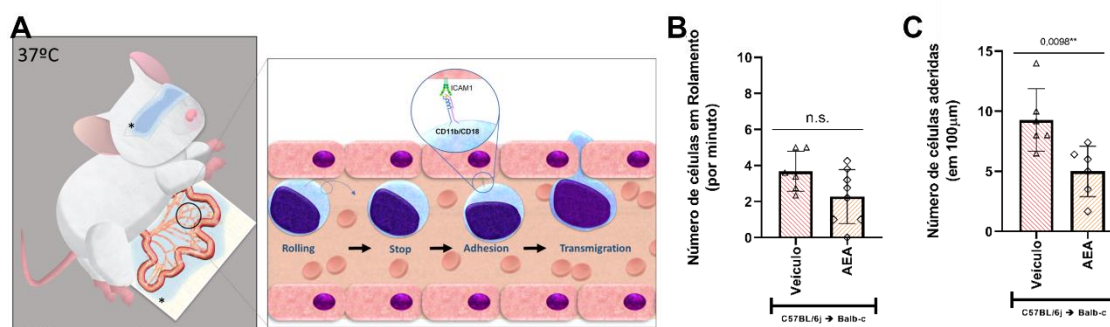 A
37ºC
*
*
ICAM1
CD11b/CD18
Rolling
Stop
Adhesion
Transmigration
B
Número de células em Rolamento
(por minuto)
10
8
6
4
2
0
n.s.
Veículo
AEA
C57BL/6j → Balb-c
C
Número de células aderidas
(em 100µm)
15
10
5
0
0,0098**
Veículo
AEA
C57BL/6j → Balb-c